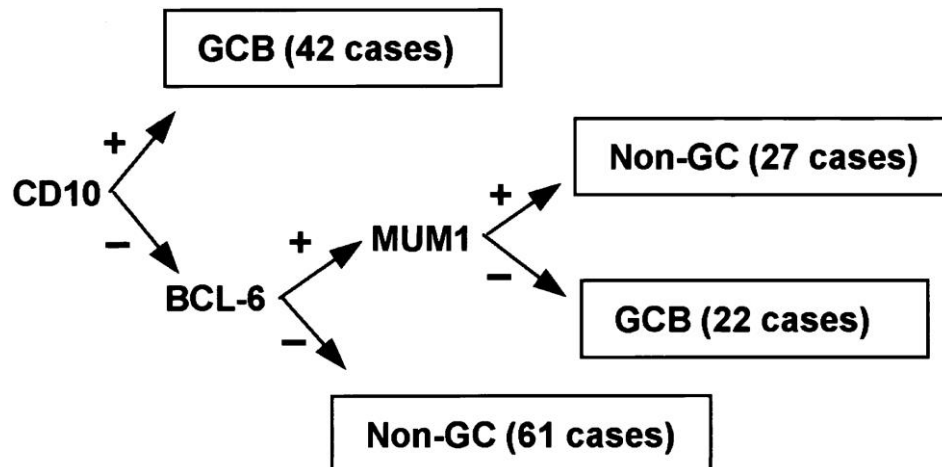 GCB (42 cases)
+
Non-GC (27 cases)
CD10
+
+
MUM1
−
−
BCL-6
GCB (22 cases)
−
Non-GC (61 cases)